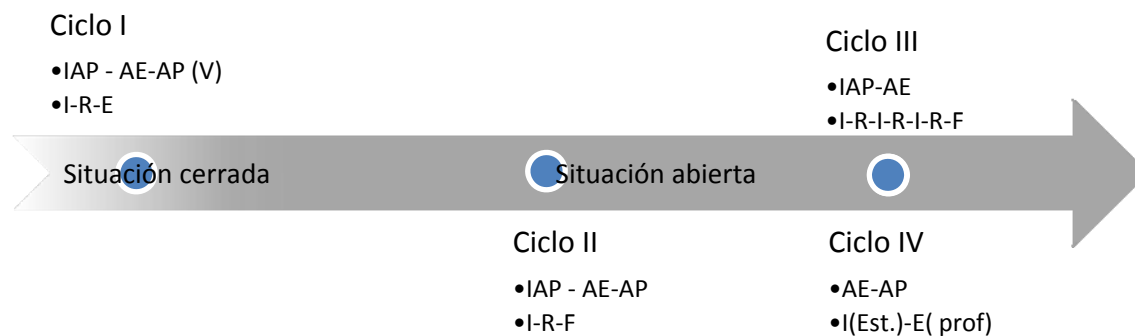 Ciclo I
•IAP - AE-AP (V)
•I-R-E
Ciclo III
•IAP-AE
•I-R-I-R-I-R-F
Situación cerrada
Situación abierta
Ciclo II
•IAP - AE-AP
•I-R-F
Ciclo IV
•AE-AP
•I(Est.)-E( prof)